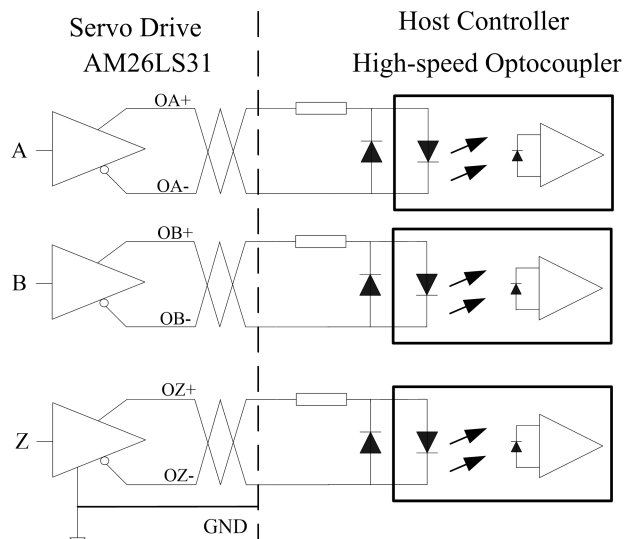 Servo Drive
AM26LS31
Host Controller
High-speed Optocoupler
OA+
A
OA-
OB+
B
OB-
OZ+
Z
OZ-
GND